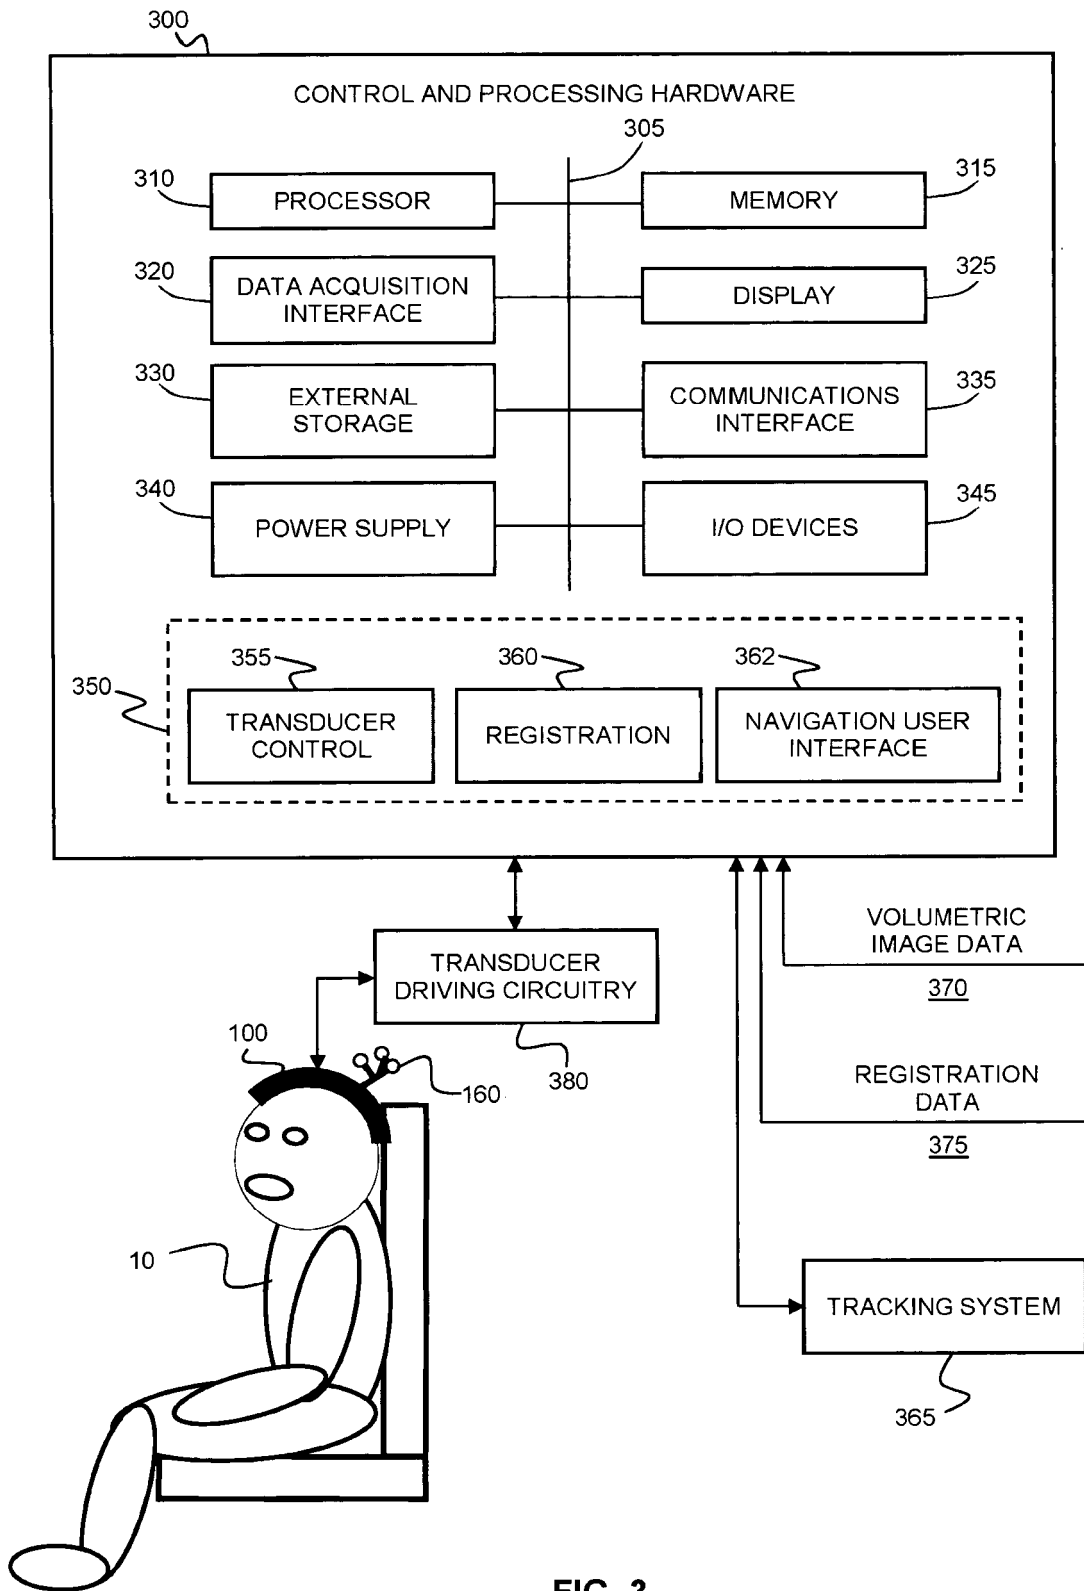 300
CONTROL AND PROCESSING HARDWARE
305
310
PROCESSOR
MEMORY
315
320
DATA ACQUISITION
INTERFACE
DISPLAY
325
330
EXTERNAL
STORAGE
COMMUNICATIONS
INTERFACE
335
340
POWER SUPPLY
I/O DEVICES
345
350
355
TRANSDUCER
CONTROL
360
REGISTRATION
362
NAVIGATION USER
INTERFACE
VOLUMETRIC
IMAGE DATA
370
TRANSDUCER
DRIVING CIRCUITRY
380
100
160
REGISTRATION
DATA
375
10
TRACKING SYSTEM
365